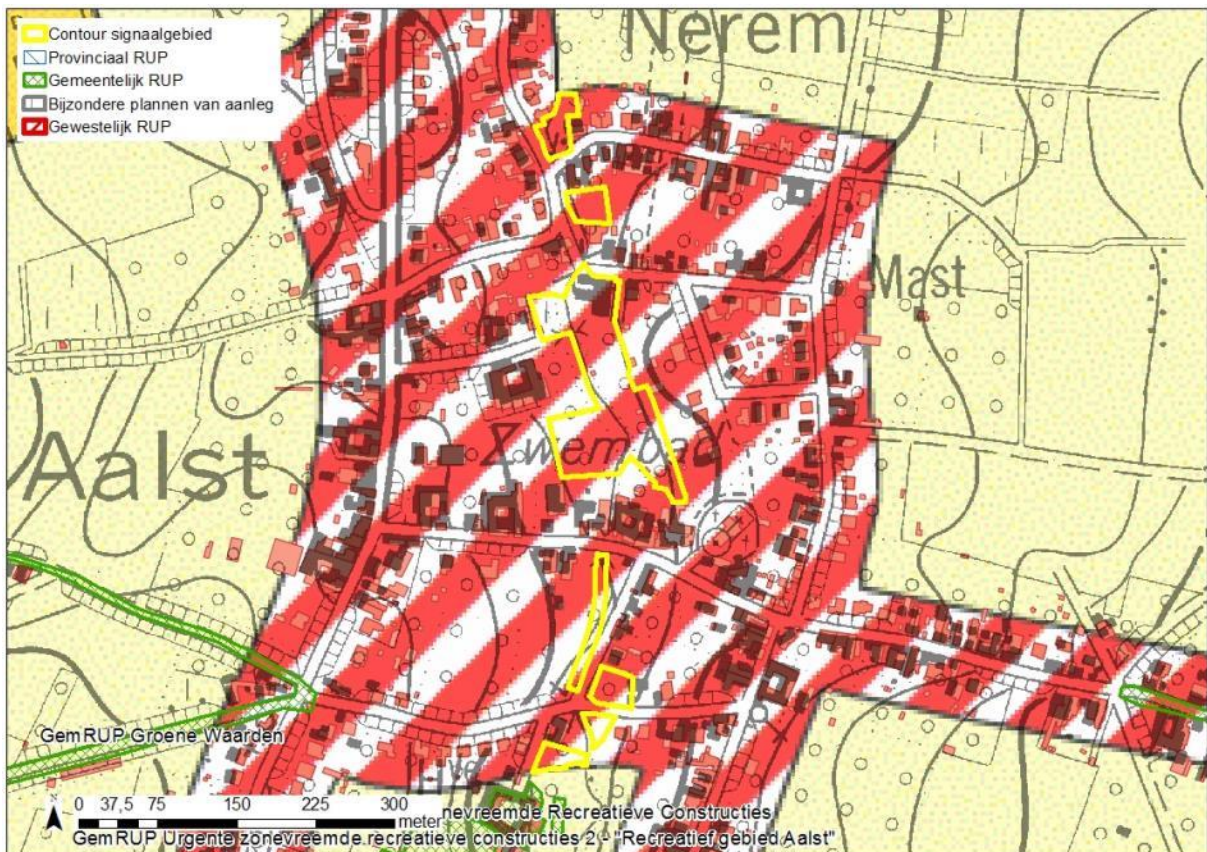 Contour signaalgebied
Provinciaal RUP
Gemeentelijk RUP
Bijzondere plannen van aanleg
Gewestelijk RUP
Nerem
Mast
Aalst
Zwembad
GemRUP Groene Waarden
0 37,5 75 150 225 300
meter
nevreemde Recreatieve Constructies
GemRUP Urgente zonevreemde recreatieve constructies 2 - "Recreatief gebied Aalst"